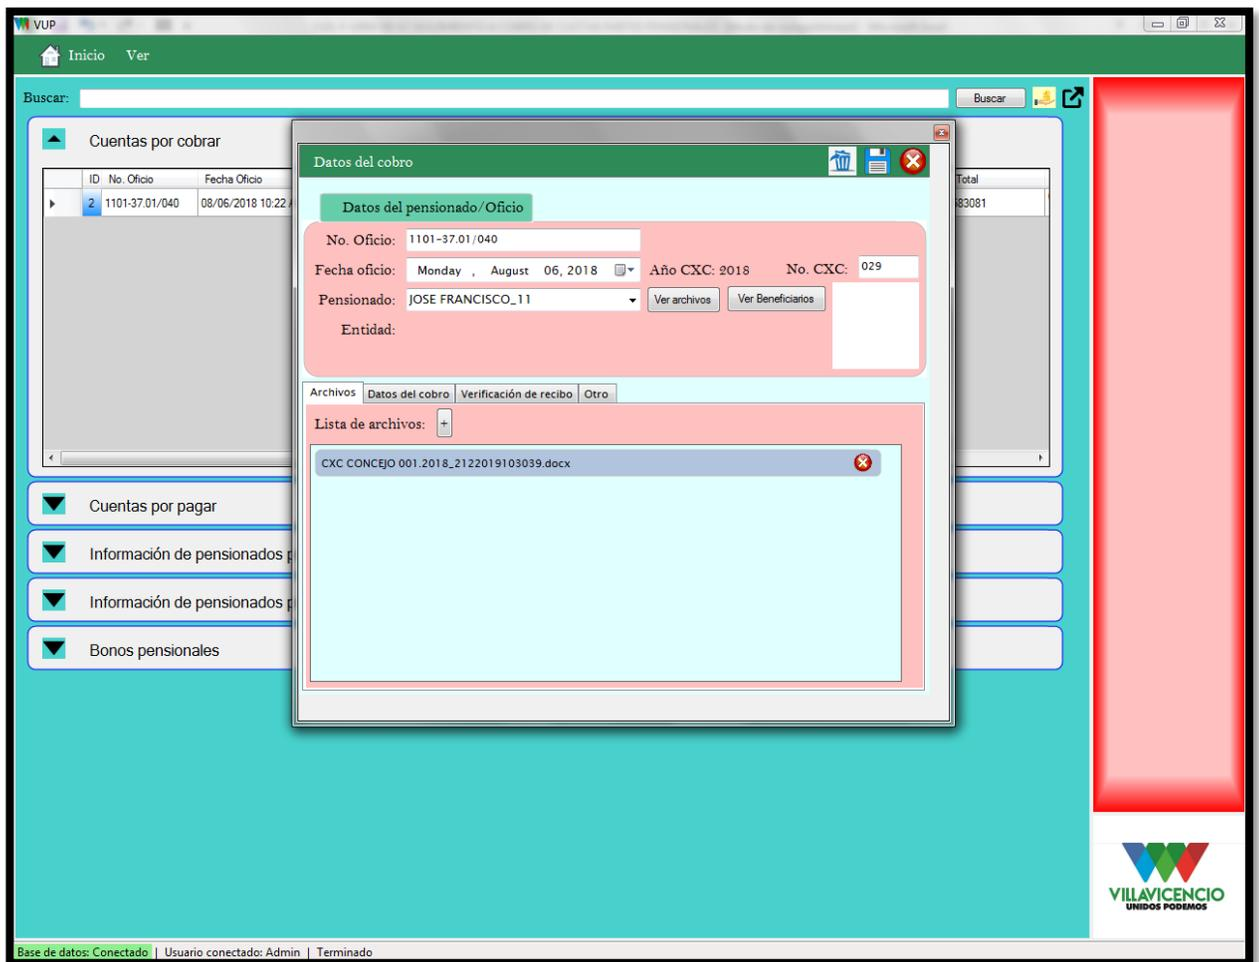 VUP
Inicio Ver
Buscar: Buscar
Cuentas por cobrar
ID No. Oficio Fecha Oficio Total
2 1101-37.01/040 08/06/2018 10:22 583081
Datos del cobro
Datos del pensionado/Oficio
No. Oficio: 1101-37.01/040
Fecha oficio: Monday , August 06, 2018 Año CXC: 2018 No. CXC: 029
Pensionado: JOSE FRANCISCO_11 Ver archivos Ver Beneficiarios
Entidad:
Archivos Datos del cobro Verificación de recibo Otro
Lista de archivos: +
CXC CONCEJO 001.2018_2122019103039.docx
Cuentas por pagar
Información de pensionados p
Información de pensionados p
Bonos pensionales
VILLAVICENCIO
UNIDOS PODEMOS
Base de datos: Conectado | Usuario conectado: Admin | Terminado